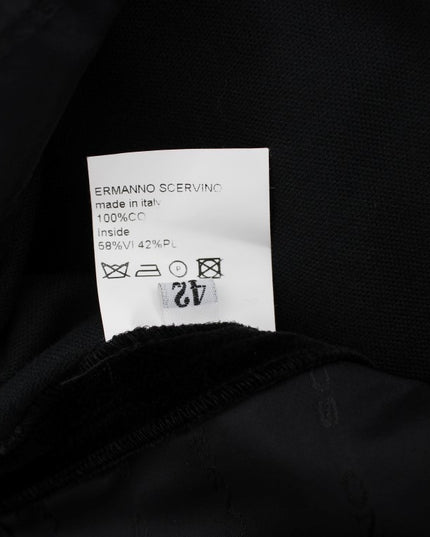 ERMANNO SCERVINO
made in italy
100%CO
Inside
58%VI 42%PL
P
42